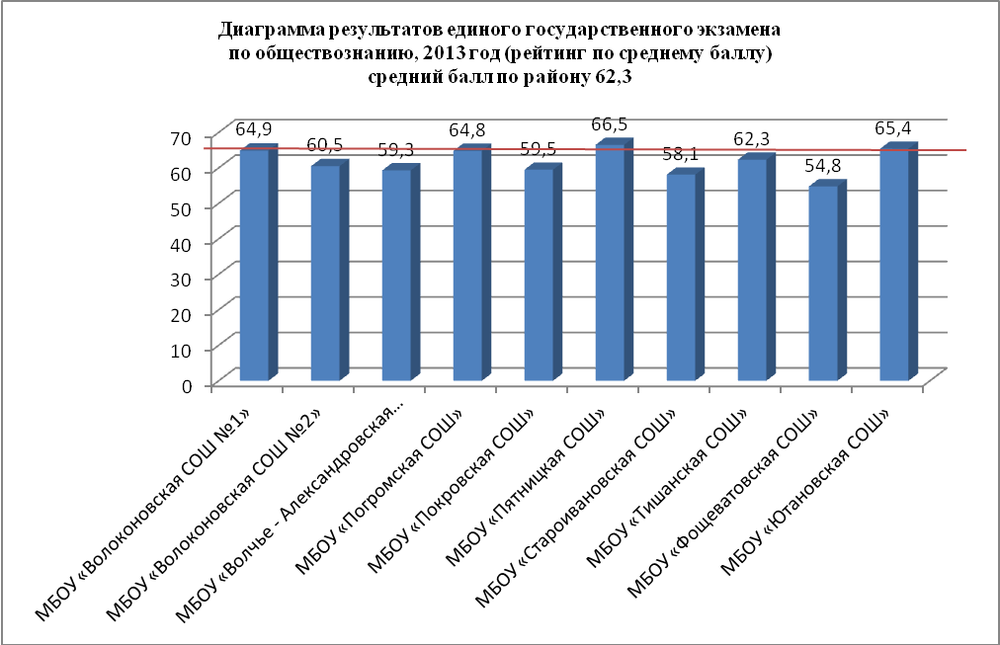 Диаграмма результатов единого государственного экзамена
по обществознанию, 2013 год (рейтинг по среднему баллу)
средний балл по району 62,3
64,9
60,5
59,3
64,8
59,5
66,5
58,1
62,3
54,8
65,4
70
60
50
40
30
20
10
0
МБОУ «Волоконовская СОШ №1»
МБОУ «Волоконовская СОШ №2»
МБОУ «Волчье - Александровская...
МБОУ «Погромская СОШ»
МБОУ «Покровская СОШ»
МБОУ «Пятницкая СОШ»
МБОУ «Староивановская СОШ»
МБОУ «Тишанская СОШ»
МБОУ «Фощеватовская СОШ»
МБОУ «Ютановская СОШ»